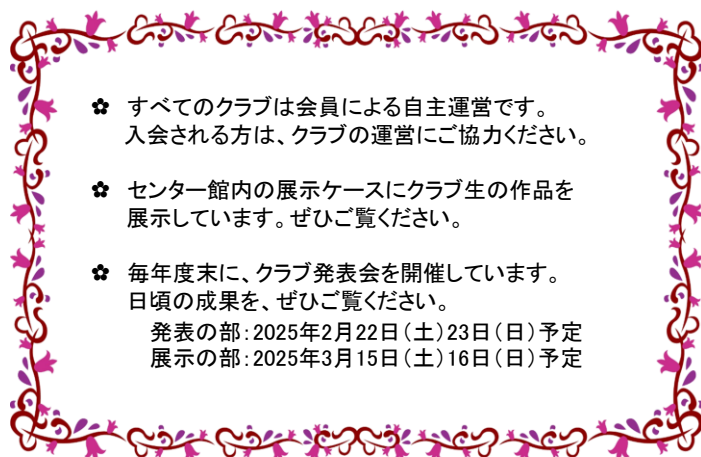 ✿ すべてのクラブは会員による自主運営です。
入会される方は、クラブの運営にご協力ください。
✿ センター館内の展示ケースにクラブ生の作品を
展示しています。ぜひご覧ください。
✿ 毎年度末に、クラブ発表会を開催しています。
日頃の成果を、ぜひご覧ください。
発表の部：2025年2月22日（土）23日（日）予定
展示の部：2025年3月15日（土）16日（日）予定